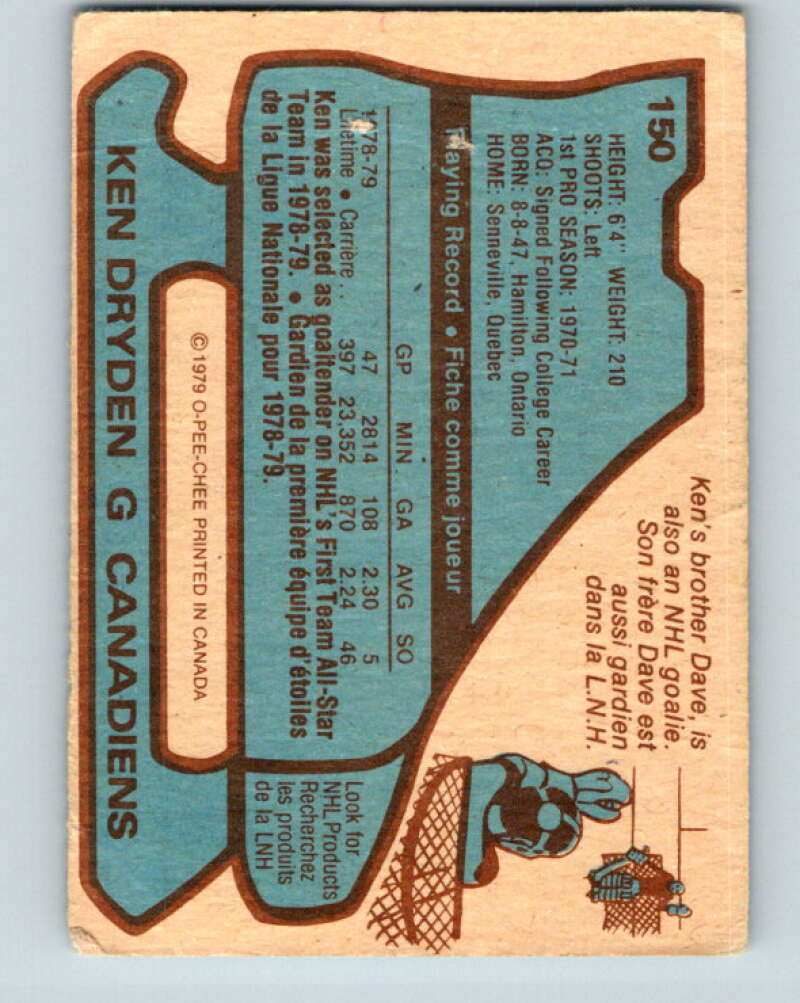 150
HEIGHT: 6'4" WEIGHT: 210
SHOOTS: Left
1st PRO SEASON: 1970-71
ACQ: Signed Following College Career
BORN: 8-8-47, Hamilton, Ontario
HOME: Senneville, Quebec
Playing Record • Fiche comme joueur
GP MIN. GA AVG SO
1978-79 47 2814 108 2.30 5
Lifetime • Carrière . . 397 23,352 870 2.24 46
Ken was selected as goaltender on NHL's First Team All-Star
Team in 1978-79. • Gardien de la première équipe d'étoiles
de la Ligue Nationale pour 1978-79.
Ken's brother Dave, is
also an NHL goalie.
Son frère Dave est
aussi gardien
dans la L.N.H.
Look for
NHL Products
Recherchez
les produits
de la LNH
© 1979 O-PEE-CHEE PRINTED IN CANADA
KEN DRYDEN G CANADIENS